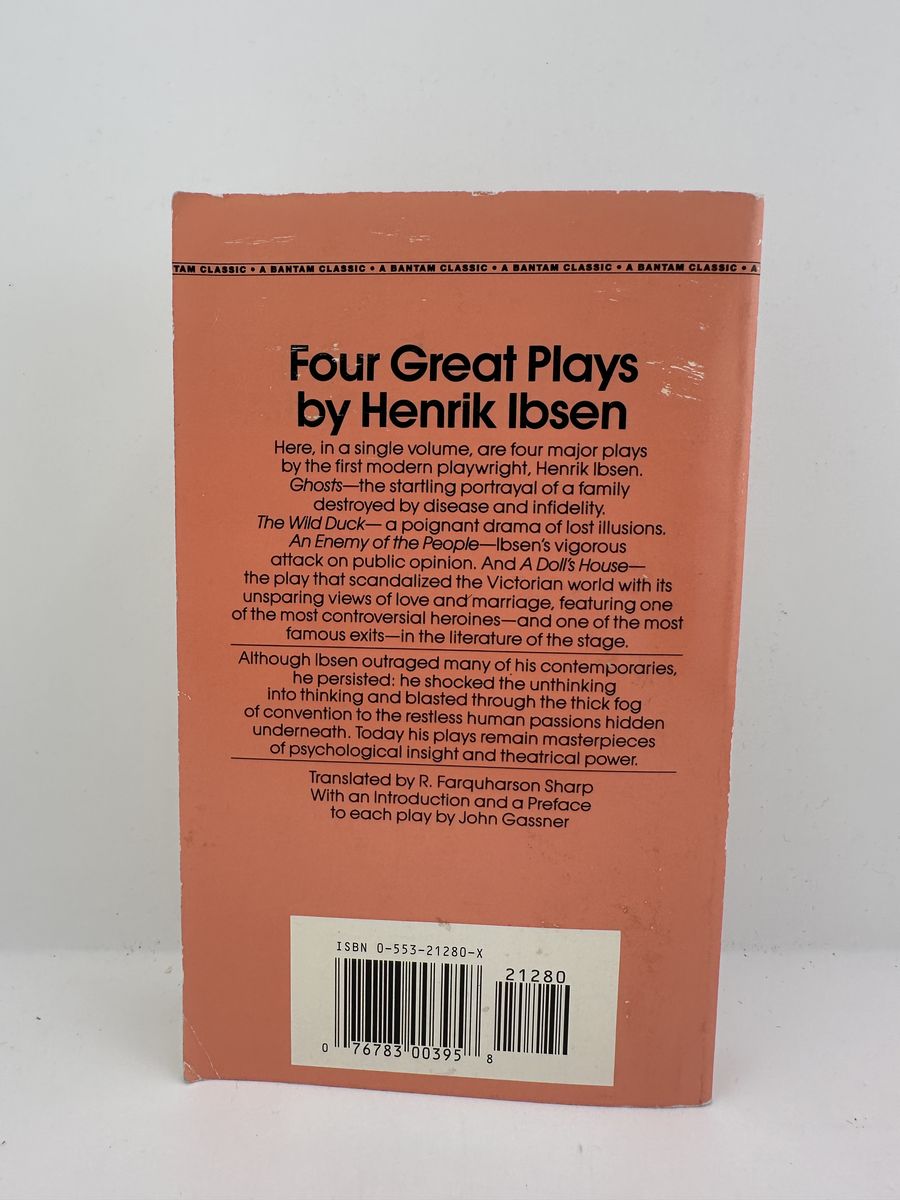 TAM CLASSIC • A BANTAM CLASSIC • A BANTAM CLASSIC • A BANTAM CLASSIC • A BANTAM CLASSIC • A
Four Great Plays
by Henrik Ibsen
Here, in a single volume, are four major plays
by the first modern playwright, Henrik Ibsen.
Ghosts—the startling portrayal of a family
destroyed by disease and infidelity.
The Wild Duck— a poignant drama of lost illusions.
An Enemy of the People—Ibsen's vigorous
attack on public opinion. And A Doll's House—
the play that scandalized the Victorian world with its
unsparing views of love and marriage, featuring one
of the most controversial heroines—and one of the most
famous exits—in the literature of the stage.
Although Ibsen outraged many of his contemporaries,
he persisted: he shocked the unthinking
into thinking and blasted through the thick fog
of convention to the restless human passions hidden
underneath. Today his plays remain masterpieces
of psychological insight and theatrical power.
Translated by R. Farquharson Sharp
With an Introduction and a Preface
to each play by John Gassner
ISBN 0-553-21280-X
21280
0 76783 00395 8